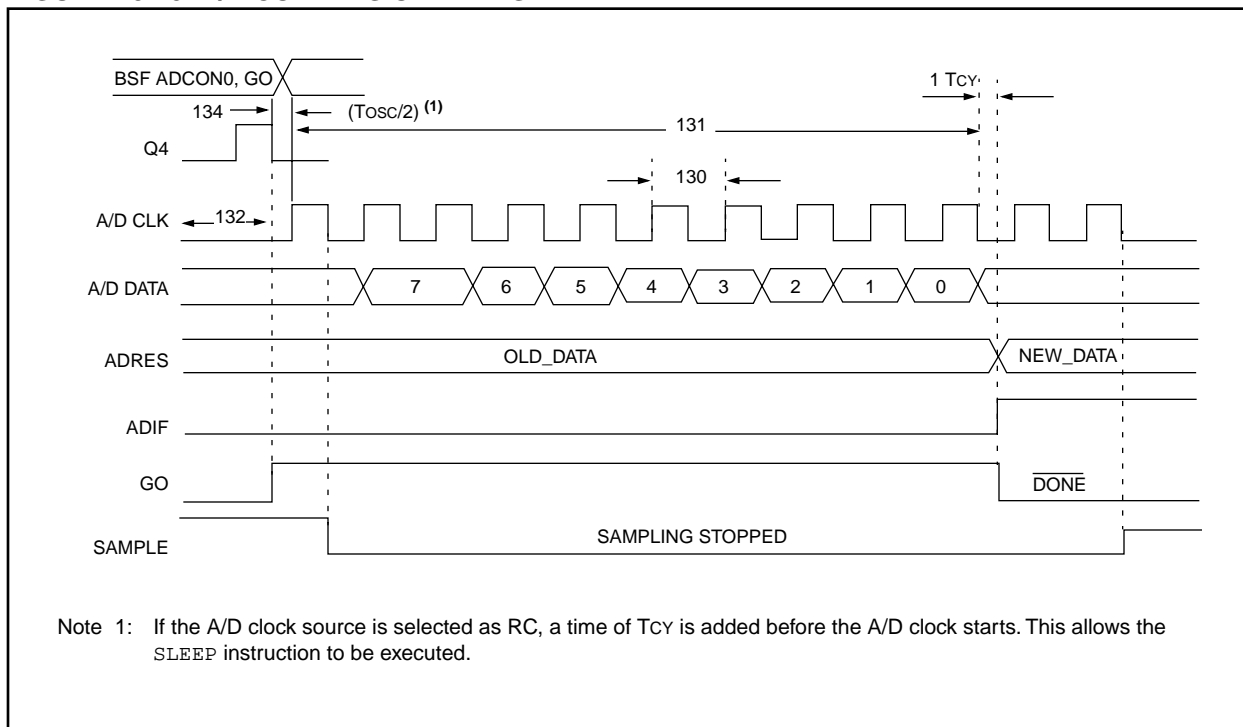 BSF ADCON0, GO
1 TCY
134
(TOSC/2) (1)
131
Q4
130
A/D CLK
132
A/D DATA
7 6 5 4 3 2 1 0
ADRES
OLD_DATA
NEW_DATA
ADIF
GO
DONE
SAMPLE
SAMPLING STOPPED
Note 1: If the A/D clock source is selected as RC, a time of TCY is added before the A/D clock starts. This allows the
SLEEP instruction to be executed.